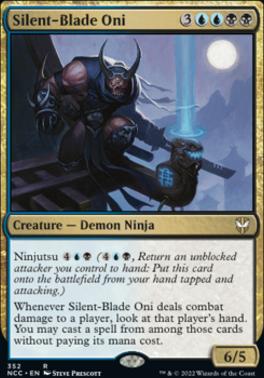 Silent-Blade Oni 3
Creature — Demon Ninja
Ninjutsu 4 (4, Return an unblocked
attacker you control to hand: Put this card
onto the battlefield from your hand tapped and
attacking.)
Whenever Silent-Blade Oni deals combat
damage to a player, look at that player's hand.
You may cast a spell from among those cards
without paying its mana cost.
6/5
352 R
NCC • EN STEVE PRESCOTT
™ & © 2022 Wizards of the Coast